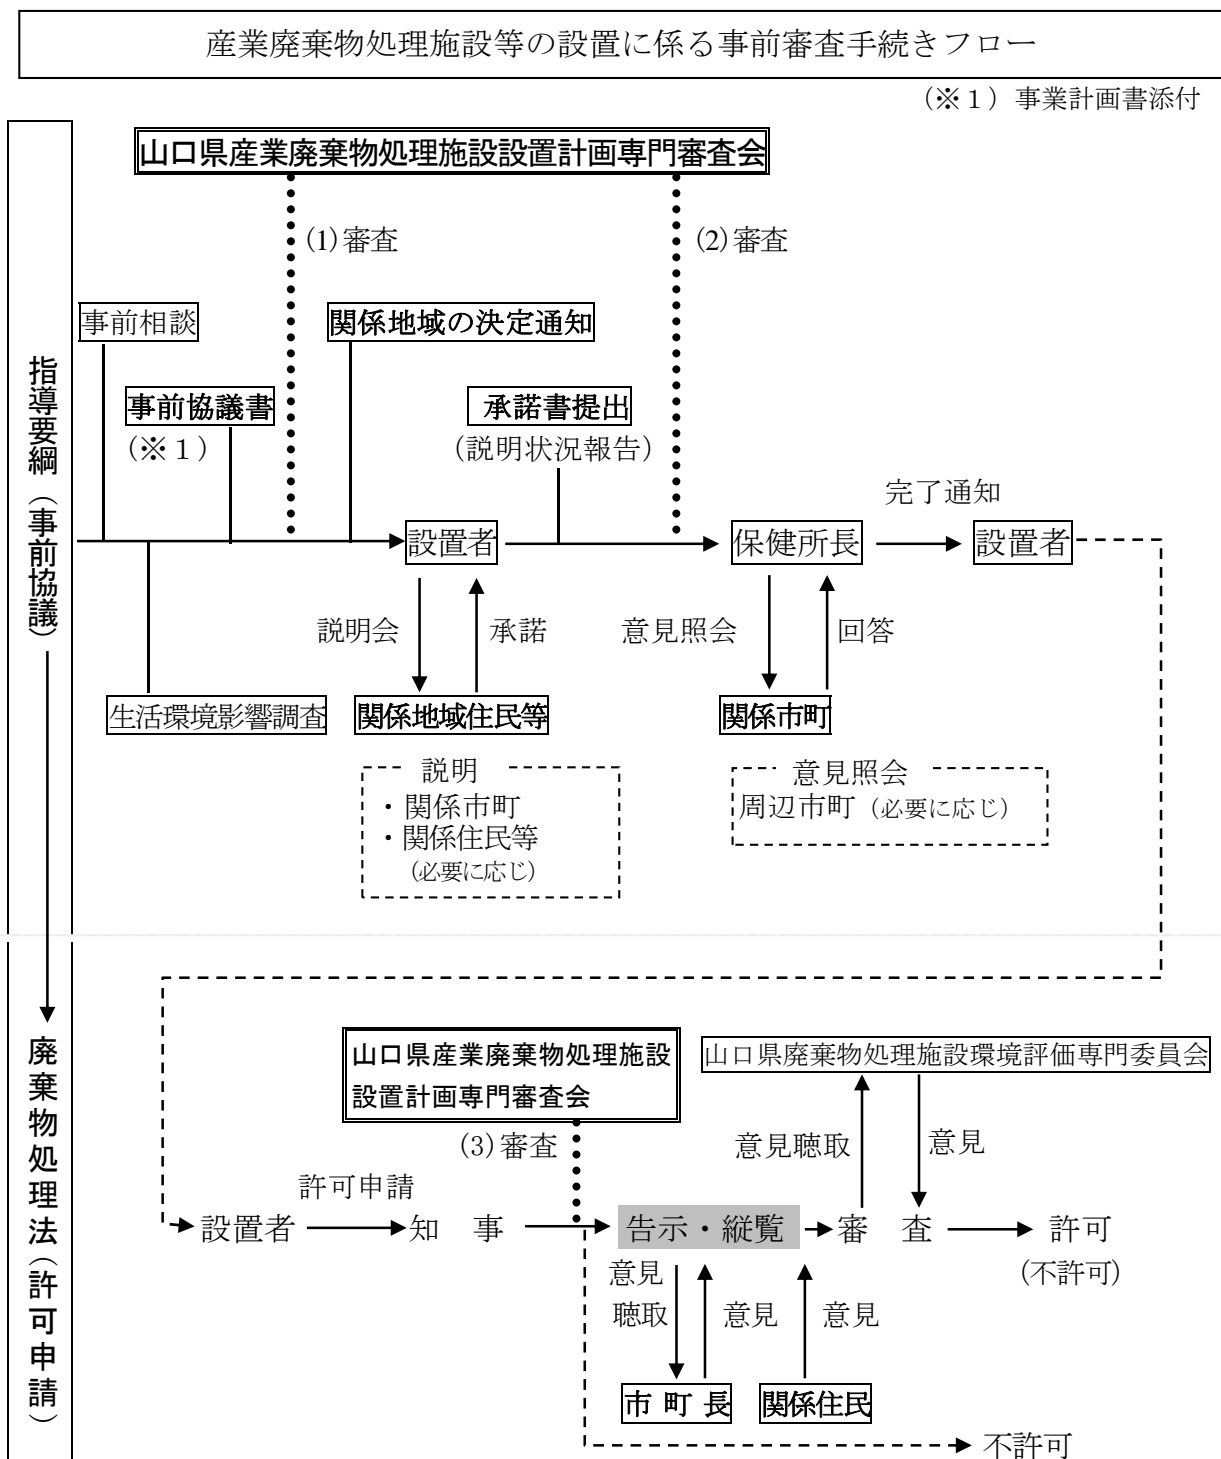 産業廃棄物処理施設等の設置に係る事前審査手続きフロー
（※１）事業計画書添付
山口県産業廃棄物処理施設設置計画専門審査会
(1)審査
(2)審査
事前相談
関係地域の決定通知
指導要綱（事前協議）
事前協議書
（※１）
承諾書提出
（説明状況報告）
完了通知
設置者
保健所長
設置者
説明会
承諾
意見照会
回答
生活環境影響調査
関係地域住民等
関係市町
説明
・関係市町
・関係住民等
（必要に応じ）
意見照会
周辺市町（必要に応じ）
廃棄物処理法（許可申請）
山口県産業廃棄物処理施設
設置計画専門審査会
山口県廃棄物処理施設環境評価専門委員会
(3)審査
意見聴取
意見
許可申請
設置者
知　事
告示・縦覧
審　査
許可
（不許可）
意見
聴取
意見
意見
市 町 長
関係住民
不許可